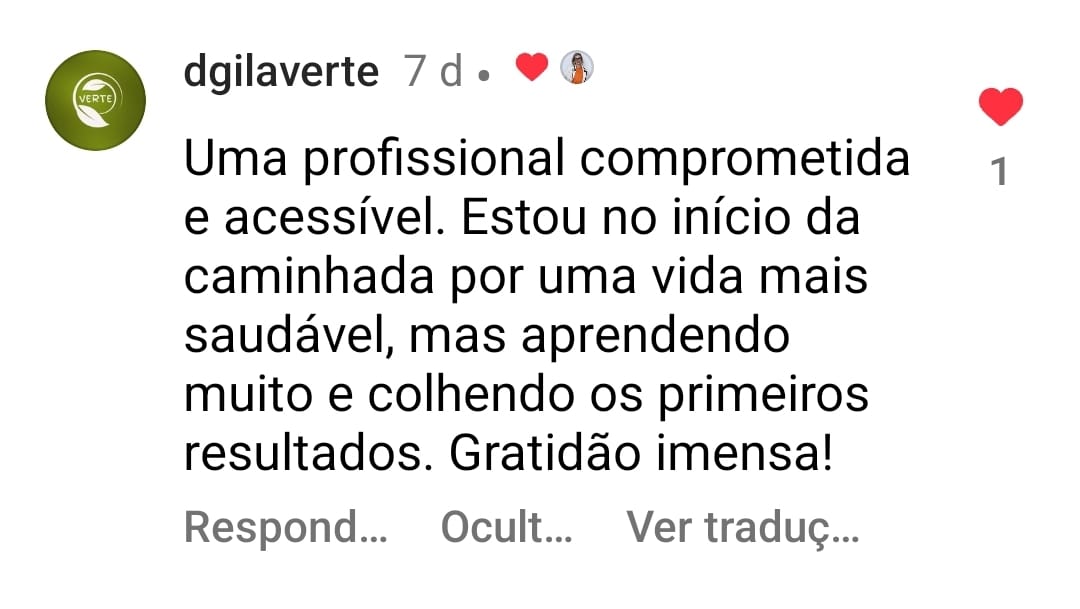 VERTE
dgilaverte 7 d •
1
Uma profissional comprometida
e acessível. Estou no início da
caminhada por uma vida mais
saudável, mas aprendendo
muito e colhendo os primeiros
resultados. Gratidão imensa!
Respond... Ocult... Ver traduç...